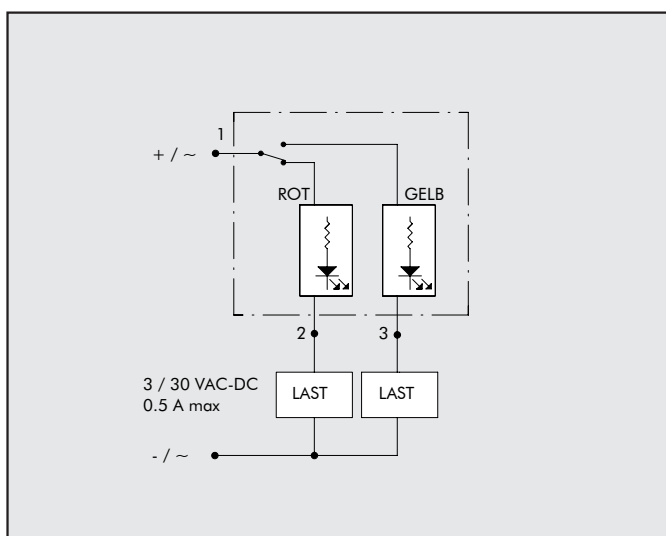 1
+ / ~
ROT
GELB
2
3
3 / 30 VAC-DC
0.5 A max
LAST
LAST
- / ~